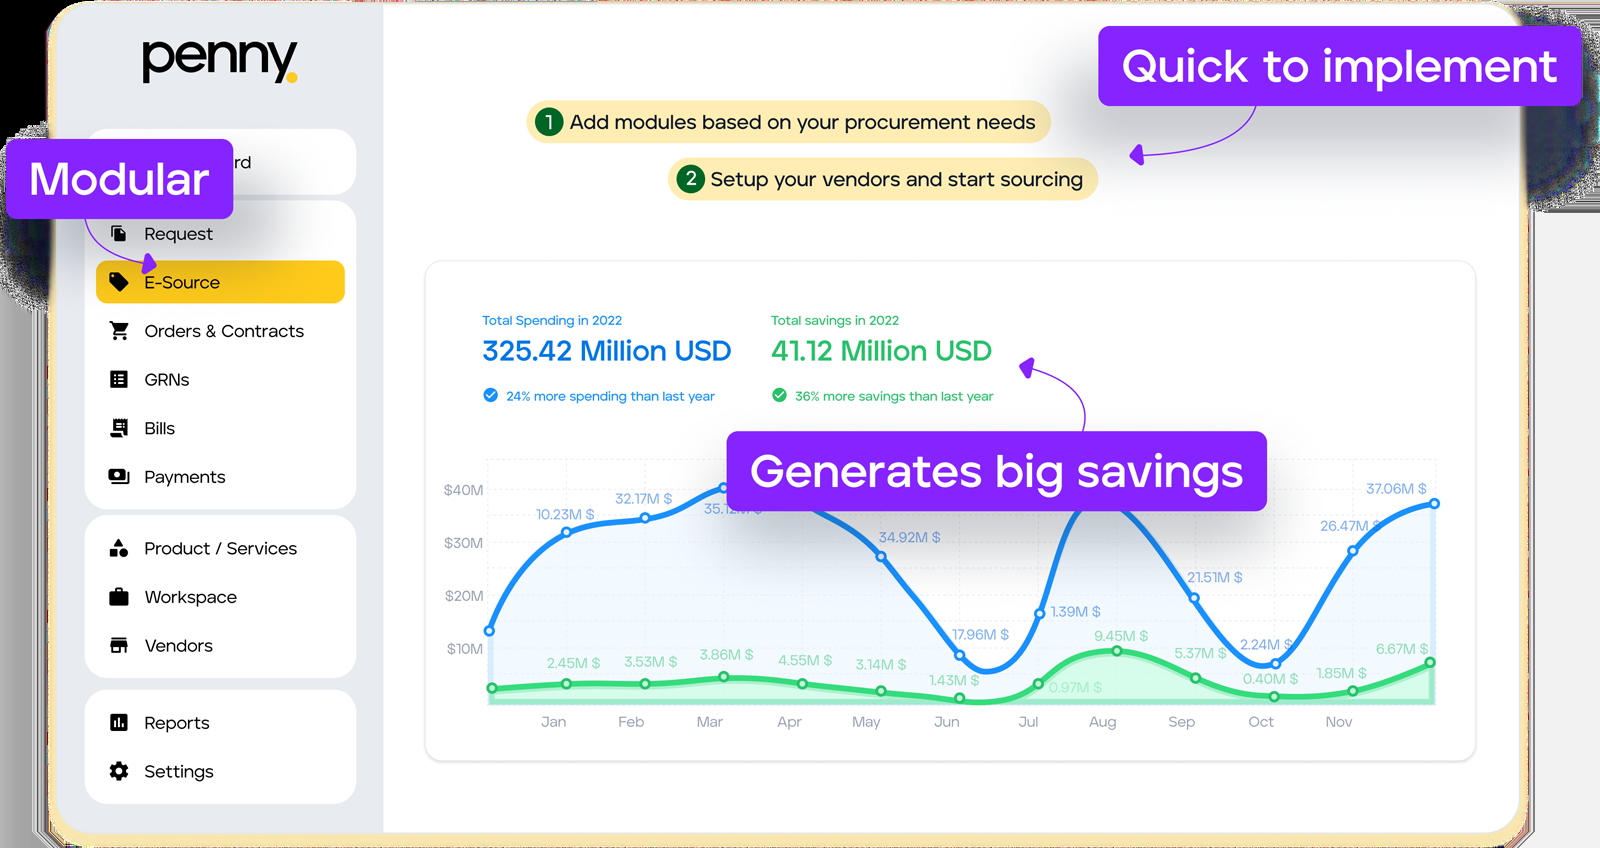 penny.
Quick to implement
1 Add modules based on your procurement needs
2 Setup your vendors and start sourcing
Modular
Request
E-Source
Orders & Contracts
GRNs
Bills
Payments
Product / Services
Workspace
Vendors
Reports
Settings
Total Spending in 2022
325.42 Million USD
24% more spending than last year
Total savings in 2022
41.12 Million USD
36% more savings than last year
Generates big savings
$40M
$30M
$20M
$10M
10.23M $
32.17M $
34.92M $
17.96M $
1.39M $
21.51M $
2.24M $
26.47M $
37.06M $
2.45M $
3.53M $
3.86M $
4.55M $
3.14M $
1.43M $
0.97M $
9.45M $
5.37M $
0.40M $
1.85M $
6.67M $
Jan
Feb
Mar
Apr
May
Jun
Jul
Aug
Sep
Oct
Nov